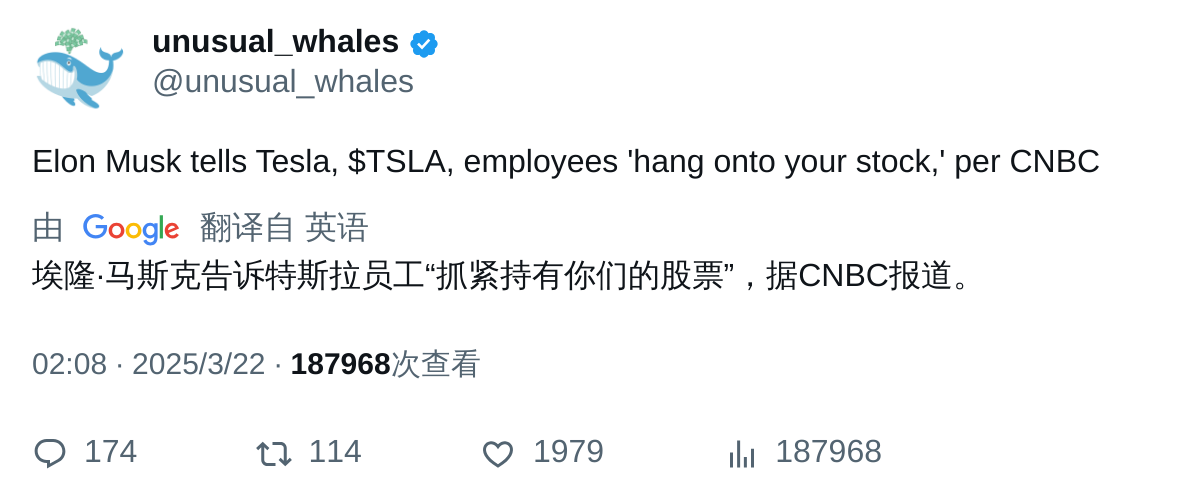 unusual_whales
@unusual_whales
Elon Musk tells Tesla, $TSLA, employees 'hang onto your stock,' per CNBC
由 Google 翻译自 英语
埃隆·马斯克告诉特斯拉员工“抓紧持有你们的股票”，据CNBC报道。
02:08 · 2025/3/22 · 187968次查看
174 114 1979 187968